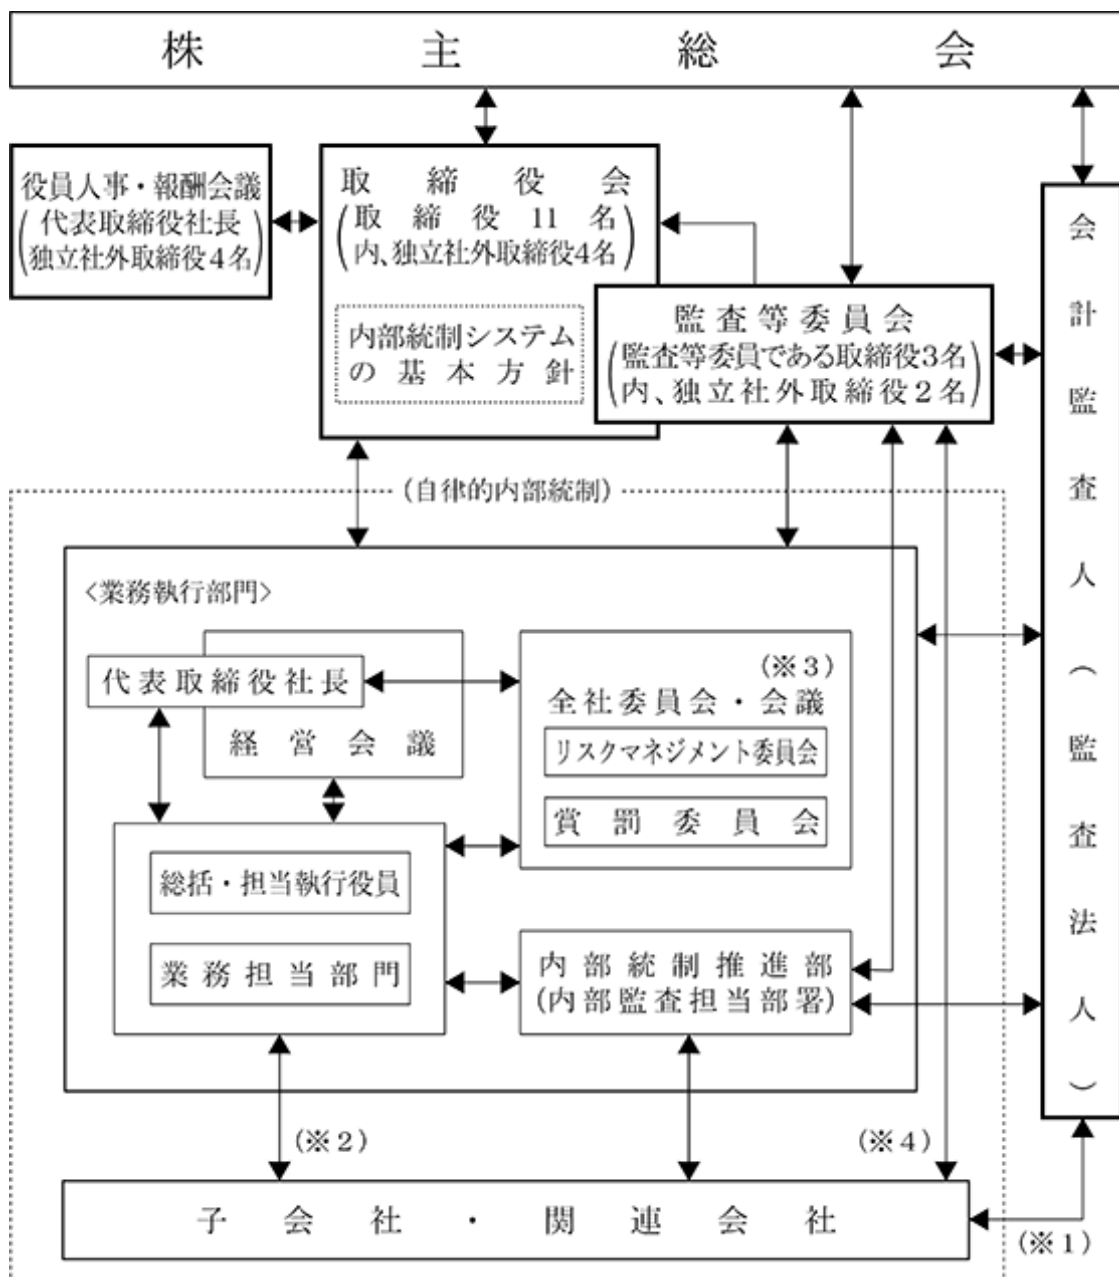 株主総会
役員人事・報酬会議
(代表取締役社長
独立社外取締役4名)
取締役会
(取締役11名
内、独立社外取締役4名)
内部統制システム
の基本方針
監査等委員会
(監査等委員である取締役3名
内、独立社外取締役2名)
会計監査人(監査法人)
(自律的内部統制)
<業務執行部門>
代表取締役社長
経営会議
(※3)
全社委員会・会議
リスクマネジメント委員会
賞罰委員会
総括・担当執行役員
業務担当部門
内部統制推進部
(内部監査担当部署)
(※2)
(※4)
子会社・関連会社
(※1)